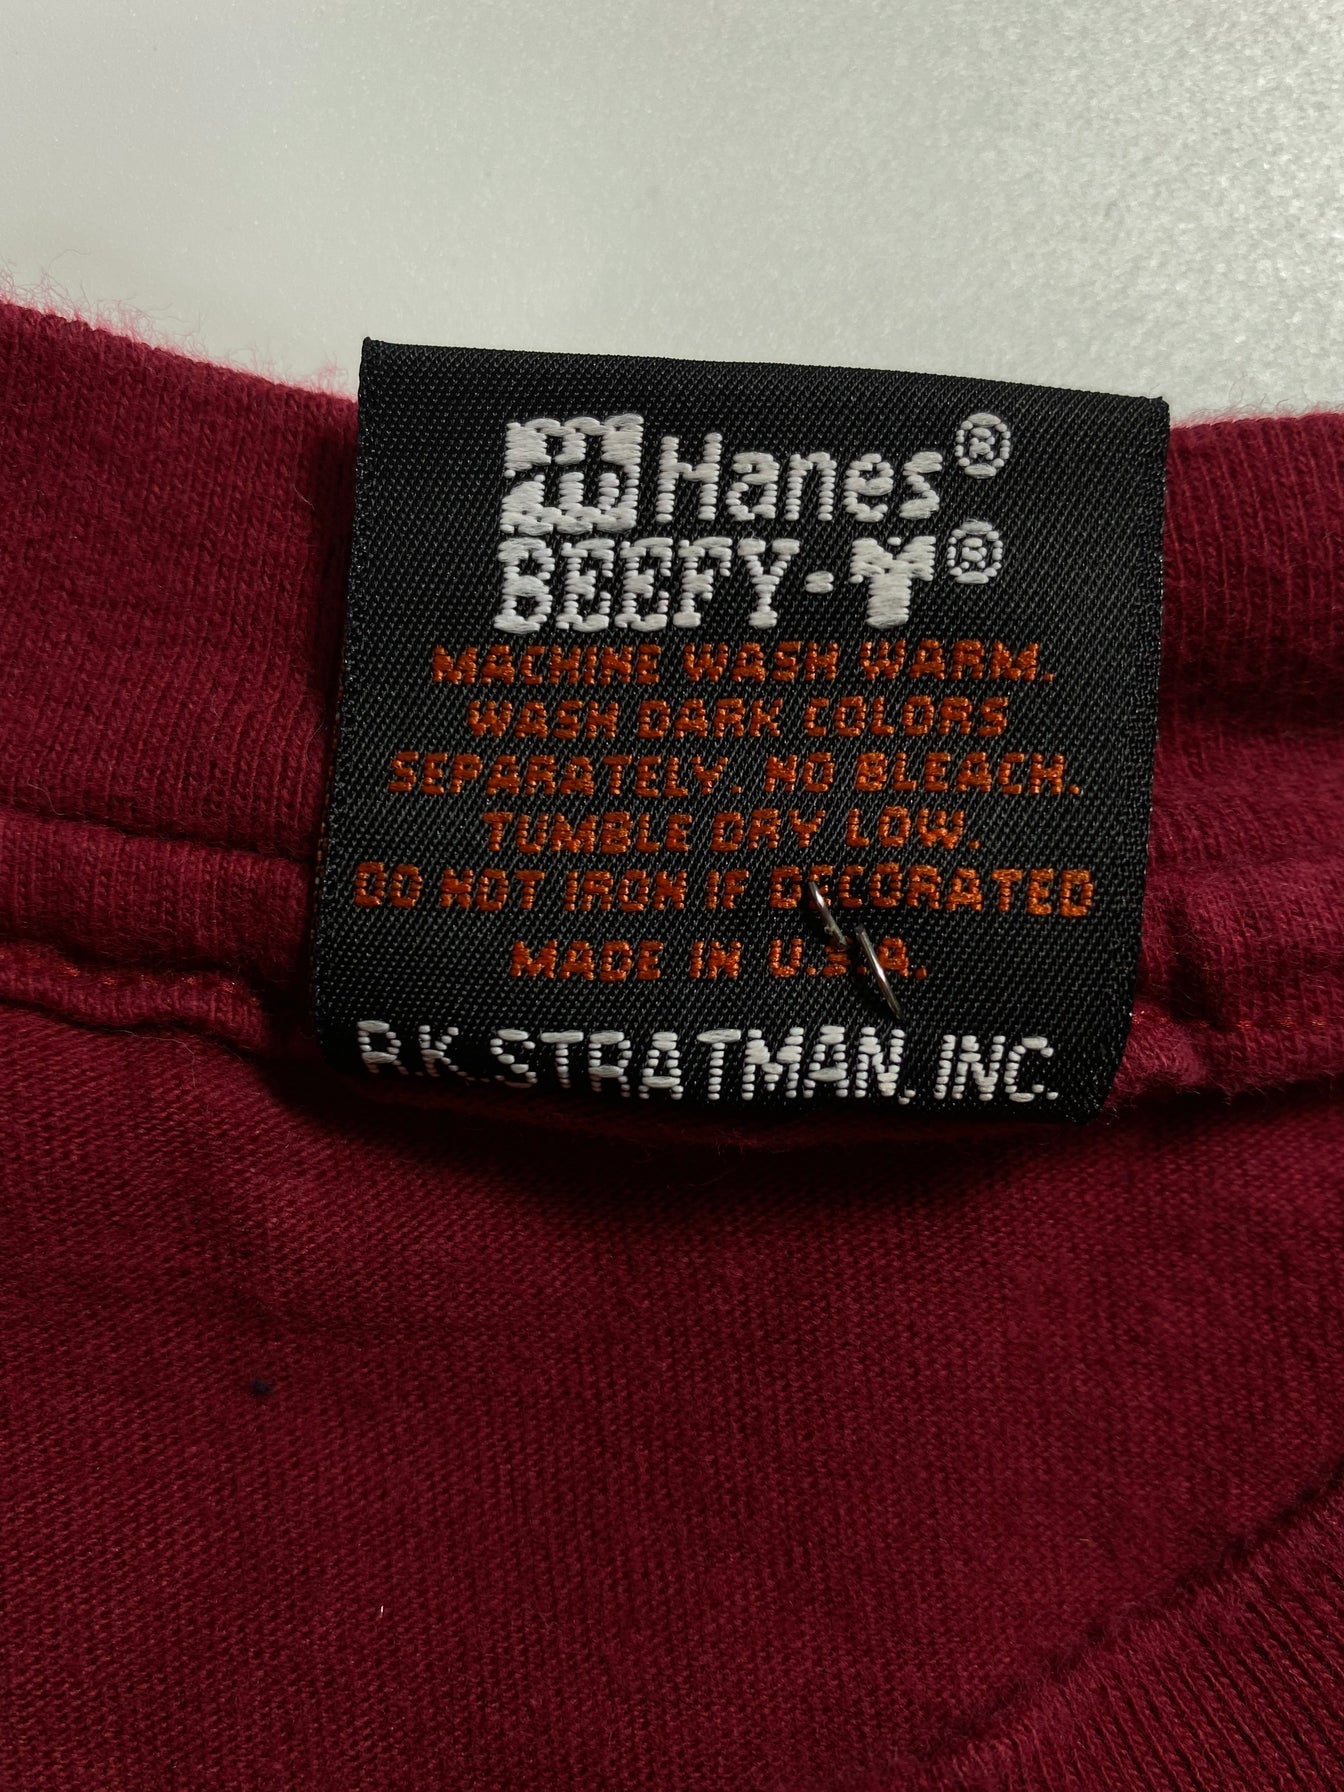 Hanes®
BEEFY-T®
MACHINE WASH WARM.
WASH DARK COLORS
SEPARATELY. NO BLEACH.
TUMBLE DRY LOW.
DO NOT IRON IF DECORATED
MADE IN U.S.A.
R.K. STRATMAN, INC.